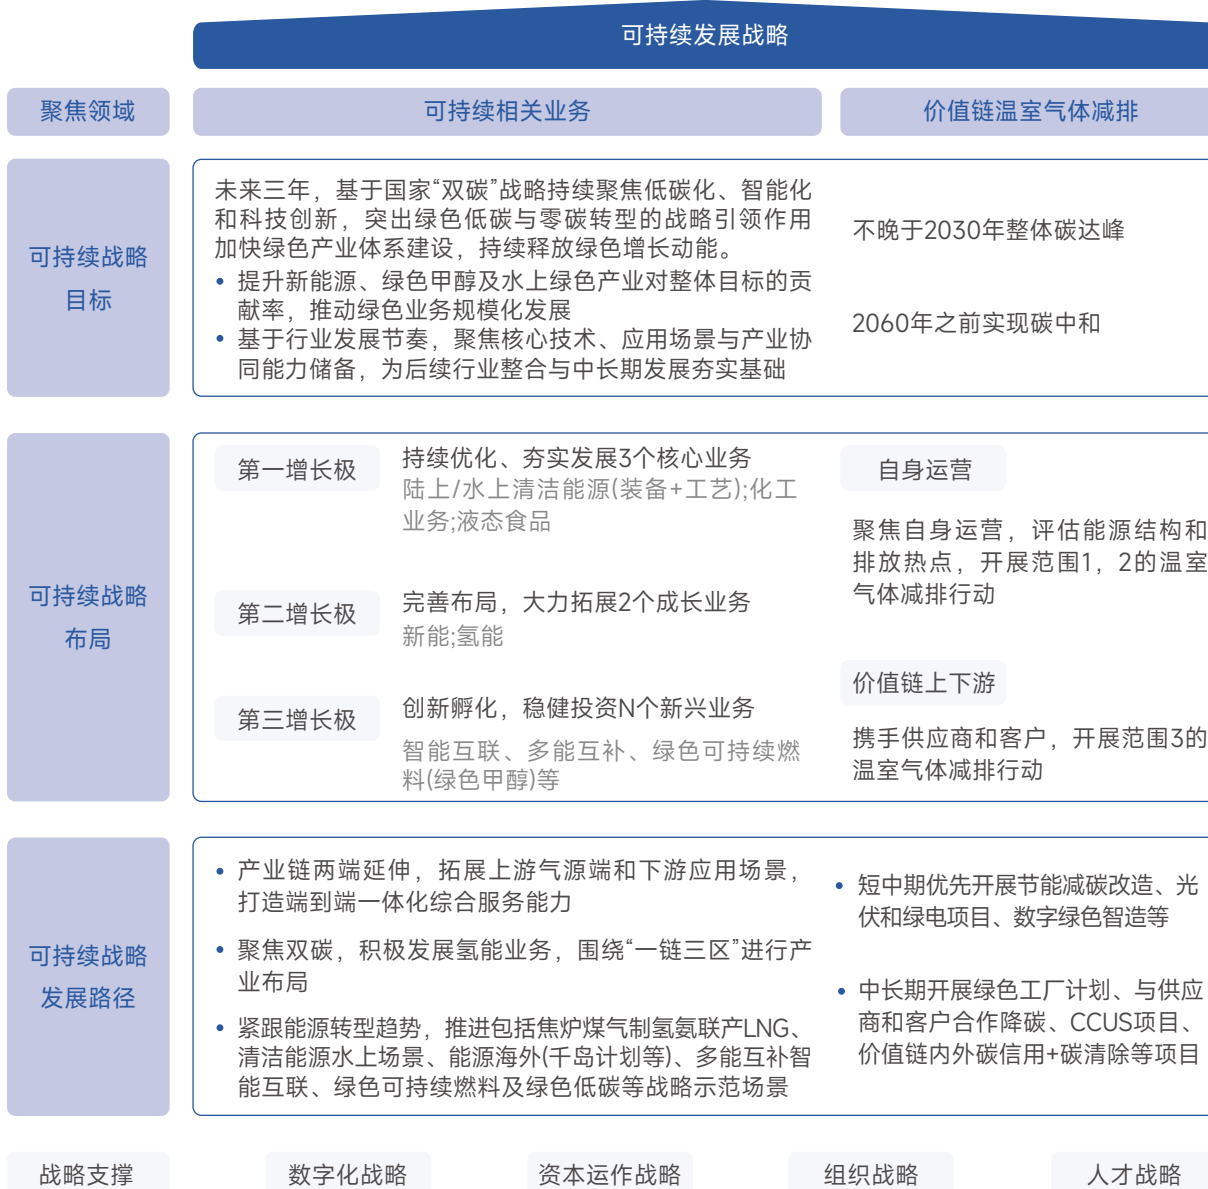 可持续发展战略
聚焦领域
可持续相关业务
价值链温室气体减排
可持续战略
目标
未来三年，基于国家“双碳”战略持续聚焦低碳化、智能化
和科技创新，突出绿色低碳与零碳转型的战略引领作用
加快绿色产业体系建设，持续释放绿色增长动能。
• 提升新能源、绿色甲醇及水上绿色产业对整体目标的贡
献率，推动绿色业务规模化发展
• 基于行业发展节奏，聚焦核心技术、应用场景与产业协
同能力储备，为后续行业整合与中长期发展夯实基础
不晚于2030年整体碳达峰
2060年之前实现碳中和
可持续战略
布局
第一增长极
持续优化、夯实发展3个核心业务
陆上/水上清洁能源(装备+工艺);化工
业务;液态食品
第二增长极
完善布局，大力拓展2个成长业务
新能;氢能
第三增长极
创新孵化，稳健投资N个新兴业务
智能互联、多能互补、绿色可持续燃
料(绿色甲醇)等
自身运营
聚焦自身运营，评估能源结构和
排放热点，开展范围1，2的温室
气体减排行动
价值链上下游
携手供应商和客户，开展范围3的
温室气体减排行动
可持续战略
发展路径
• 产业链两端延伸，拓展上游气源端和下游应用场景，
打造端到端一体化综合服务能力
• 聚焦双碳，积极发展氢能业务，围绕“一链三区”进行产
业布局
• 紧跟能源转型趋势，推进包括焦炉煤气制氢氨联产LNG、
清洁能源水上场景、能源海外(千岛计划等)、多能互补智
能互联、绿色可持续燃料及绿色低碳等战略示范场景
• 短中期优先开展节能减碳改造、光
伏和绿电项目、数字绿色智造等
• 中长期开展绿色工厂计划、与供应
商和客户合作降碳、CCUS项目、
价值链内外碳信用+碳清除等项目
战略支撑
数字化战略
资本运作战略
组织战略
人才战略